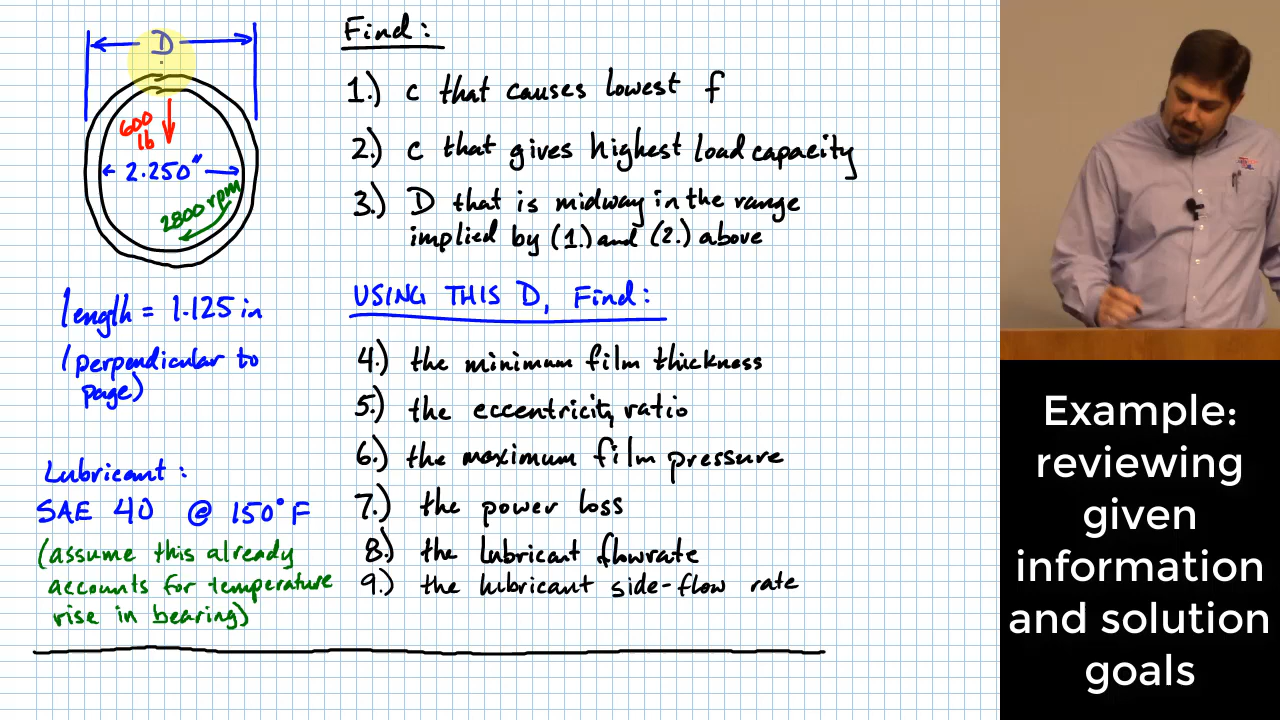 D
600
lb
2.250"
2800 rpm
length = 1.125 in
(perpendicular to
page)
Lubricant:
SAE 40 @ 150°F
(assume this already
accounts for temperature
rise in bearing)
Find:
1.) c that causes lowest f
2.) c that gives highest load capacity
3.) D that is midway in the range
implied by (1.) and (2.) above
USING THIS D, Find:
4.) the minimum film thickness
5.) the eccentricity ratio
6.) the maximum film pressure
7.) the power loss
8.) the lubricant flowrate
9.) the lubricant side-flow rate
Example:
reviewing
given
information
and solution
goals